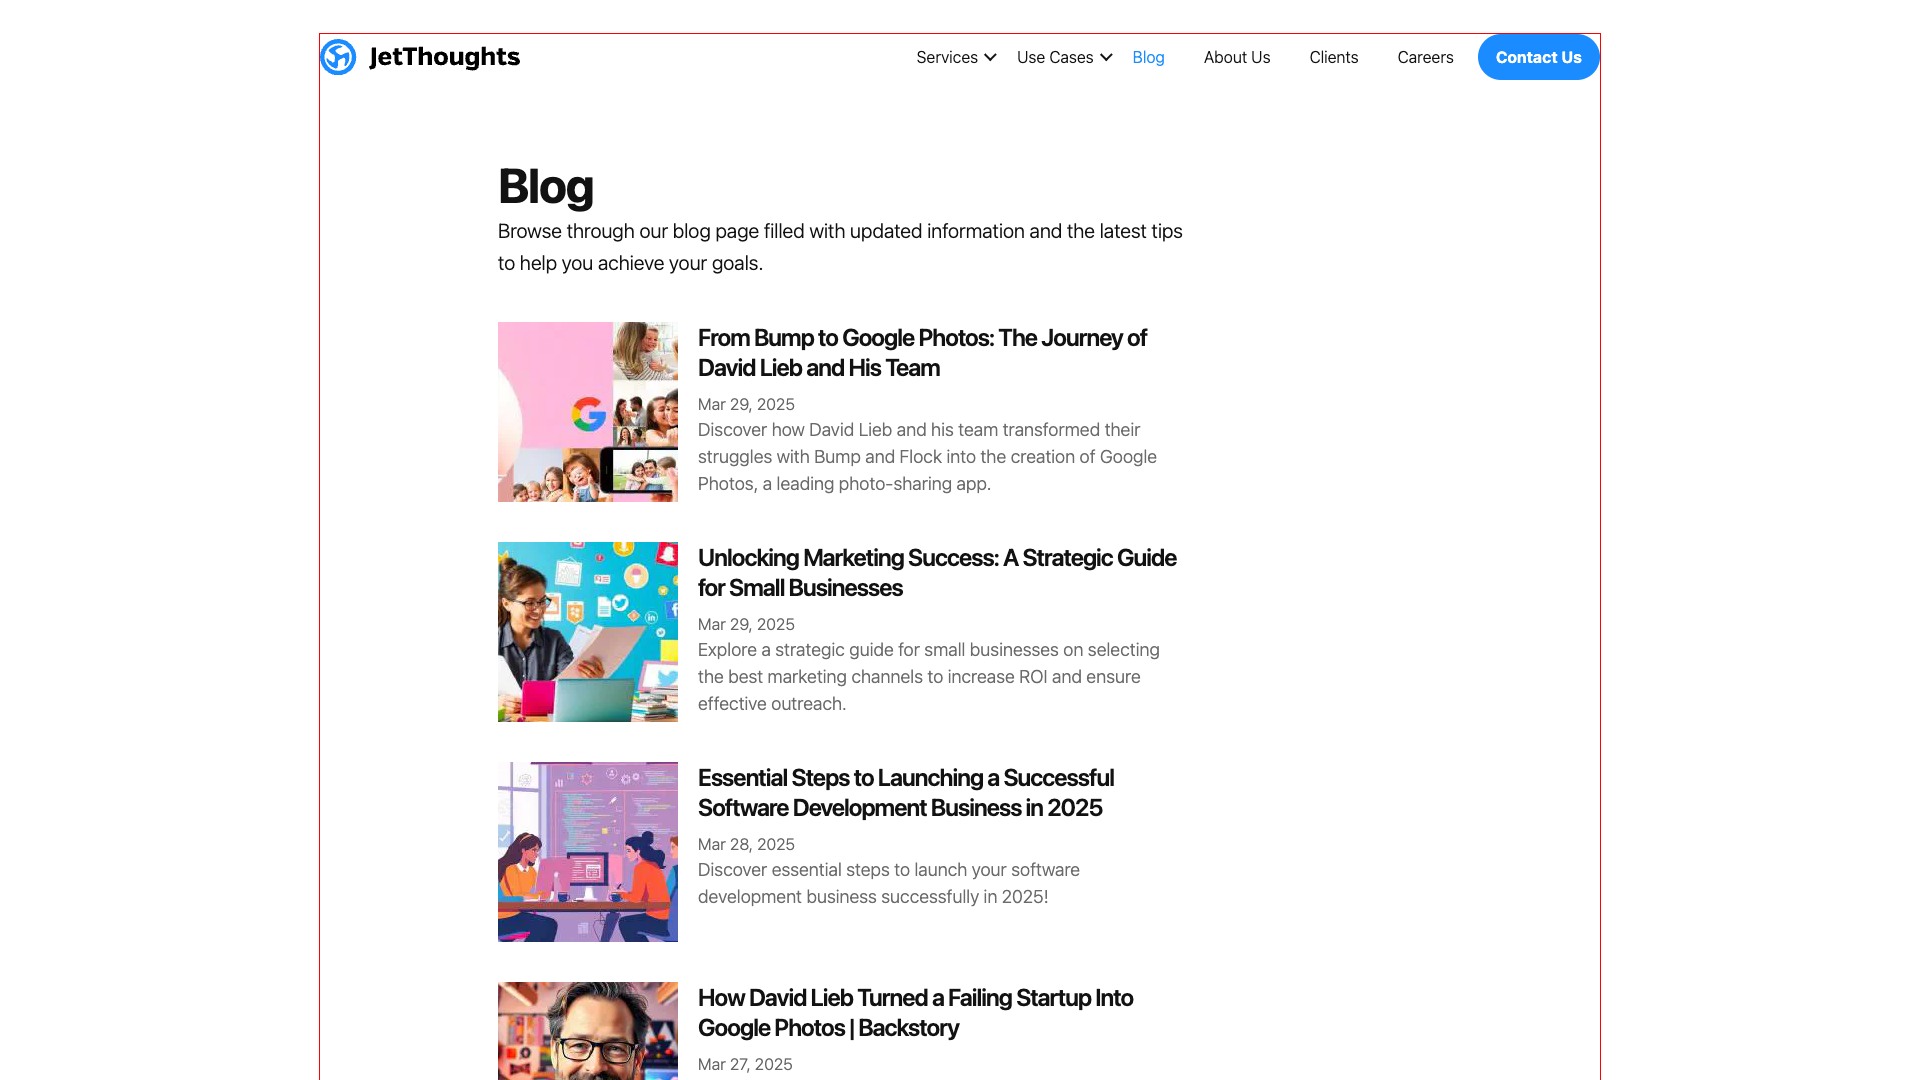 JetThoughts
Services
Use Cases
Blog
About Us
Clients
Careers
Contact Us
Blog
Browse through our blog page filled with updated information and the latest tips
to help you achieve your goals.
From Bump to Google Photos: The Journey of
David Lieb and His Team
Mar 29, 2025
Discover how David Lieb and his team transformed their
struggles with Bump and Flock into the creation of Google
Photos, a leading photo-sharing app.
Unlocking Marketing Success: A Strategic Guide
for Small Businesses
Mar 29, 2025
Explore a strategic guide for small businesses on selecting
the best marketing channels to increase ROI and ensure
effective outreach.
Essential Steps to Launching a Successful
Software Development Business in 2025
Mar 28, 2025
Discover essential steps to launch your software
development business successfully in 2025!
How David Lieb Turned a Failing Startup Into
Google Photos | Backstory
Mar 27, 2025